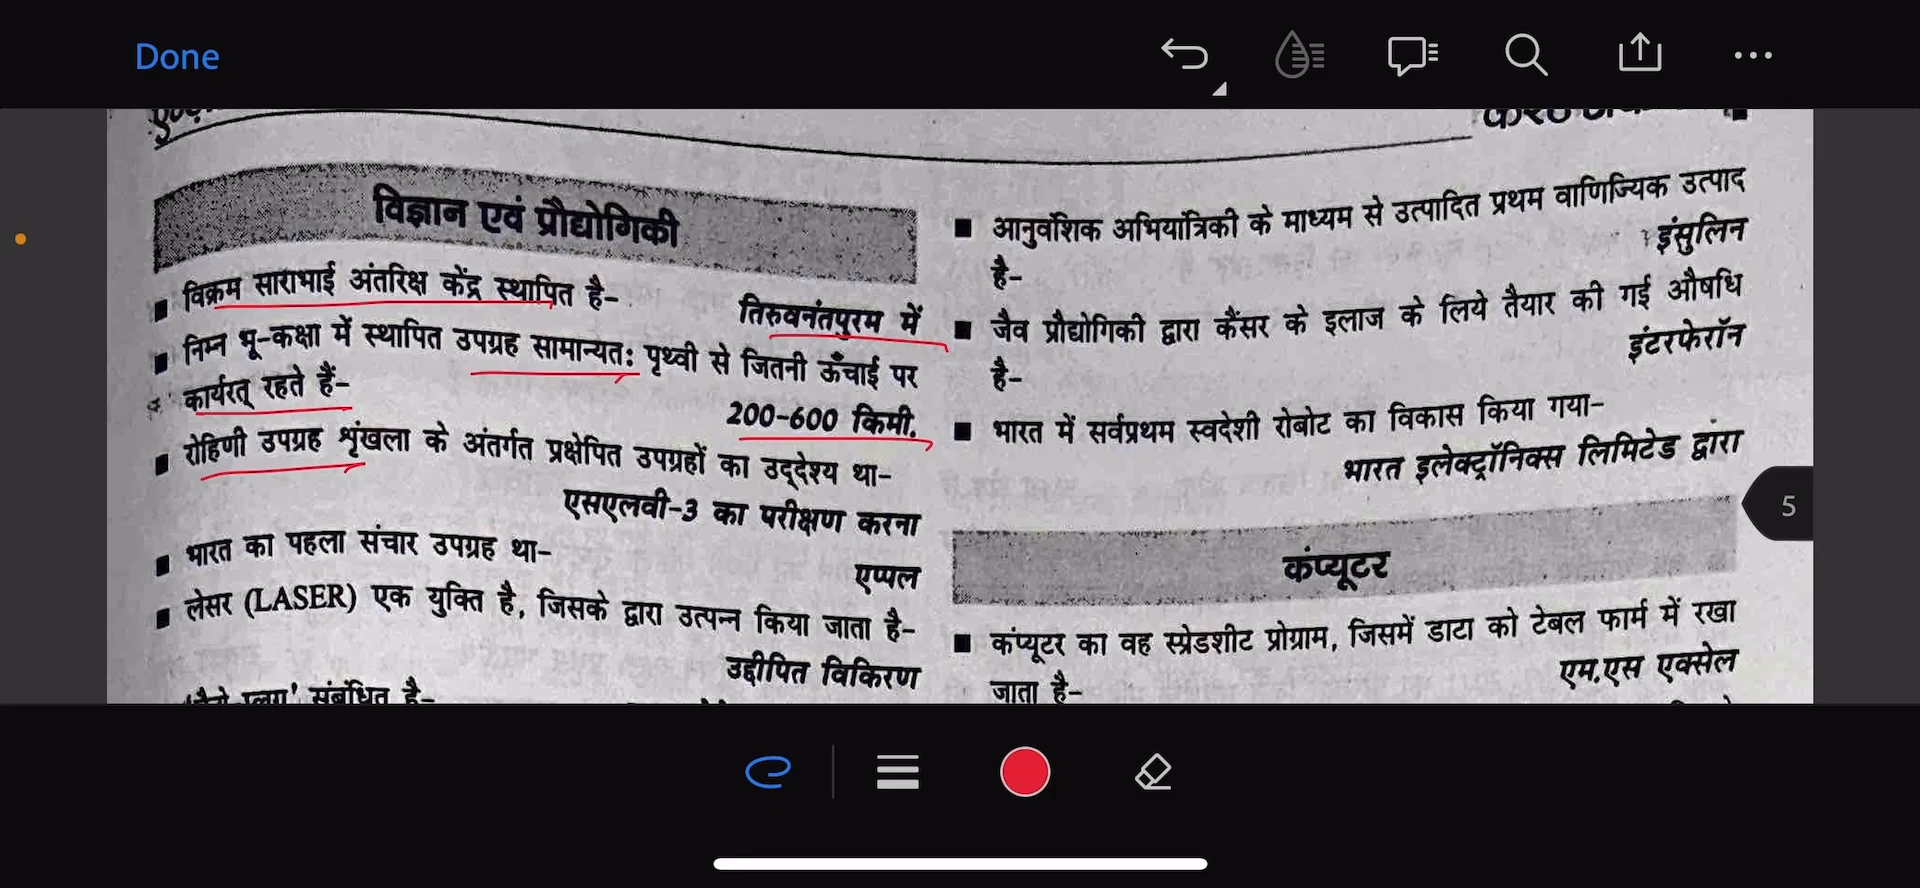 Done
विज्ञान एवं प्रौद्योगिकी
▪ विक्रम साराभाई अंतरिक्ष केंद्र स्थापित है-
तिरुवनंतपुरम में
▪ निम्न भू-कक्षा में स्थापित उपग्रह सामान्यत: पृथ्वी से जितनी ऊँचाई पर
कार्यरत् रहते हैं-
200-600 किमी.
▪ रोहिणी उपग्रह श्रृंखला के अंतर्गत प्रक्षेपित उपग्रहों का उद्देश्य था-
एसएलवी-3 का परीक्षण करना
▪ भारत का पहला संचार उपग्रह था-
एप्पल
▪ लेसर (LASER) एक युक्ति है, जिसके द्वारा उत्पन्न किया जाता है-
उद्दीपित विकिरण
संबंधित है-
▪ आनुवंशिक अभियांत्रिकी के माध्यम से उत्पादित प्रथम वाणिज्यिक उत्पाद
है-
इंसुलिन
▪ जैव प्रौद्योगिकी द्वारा कैंसर के इलाज के लिये तैयार की गई औषधि
है-
इंटरफेरॉन
▪ भारत में सर्वप्रथम स्वदेशी रोबोट का विकास किया गया-
भारत इलेक्ट्रॉनिक्स लिमिटेड द्वारा
कंप्यूटर
▪ कंप्यूटर का वह स्प्रेडशीट प्रोग्राम, जिसमें डाटा को टेबल फार्म में रखा
जाता है-
एम.एस एक्सेल
5